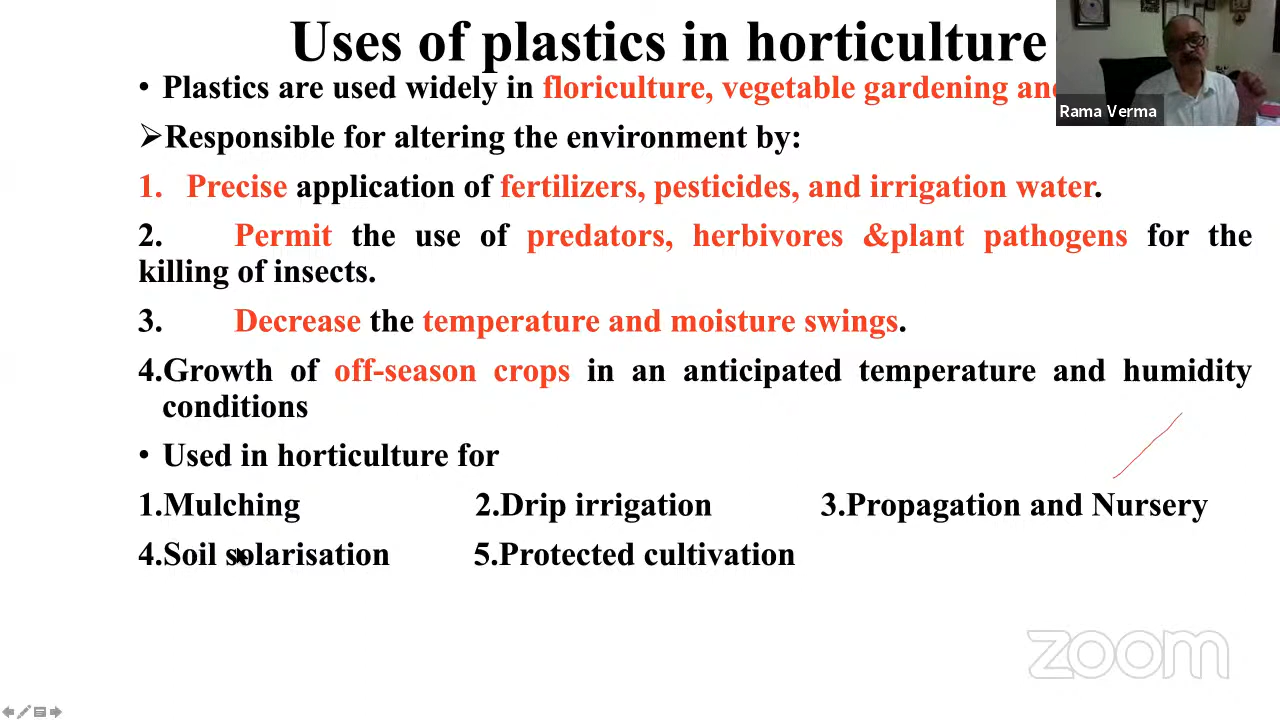 Uses of plastics in horticulture
• Plastics are used widely in floriculture, vegetable gardening and
Rama Verma
➢Responsible for altering the environment by:
1. Precise application of fertilizers, pesticides, and irrigation water.
2. Permit the use of predators, herbivores &plant pathogens for the
killing of insects.
3. Decrease the temperature and moisture swings.
4.Growth of off-season crops in an anticipated temperature and humidity
conditions
• Used in horticulture for
1.Mulching 2.Drip irrigation 3.Propagation and Nursery
4.Soil solarisation 5.Protected cultivation
zoom